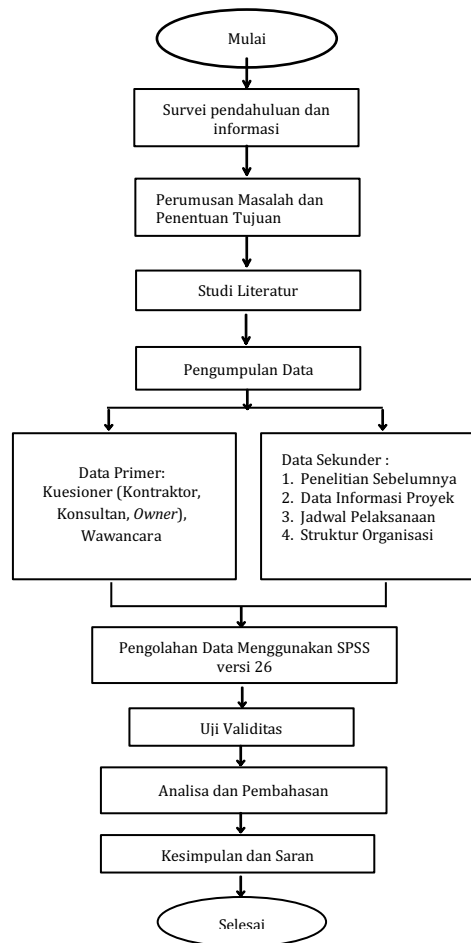 Mulai
Survei pendahuluan dan
informasi
Perumusan Masalah dan
Penentuan Tujuan
Studi Literatur
Pengumpulan Data
Data Primer:
Kuesioner (Kontraktor,
Konsultan, Owner),
Wawancara
Data Sekunder :
1. Penelitian Sebelumnya
2. Data Informasi Proyek
3. Jadwal Pelaksanaan
4. Struktur Organisasi
Pengolahan Data Menggunakan SPSS
versi 26
Uji Validitas
Analisa dan Pembahasan
Kesimpulan dan Saran
Selesai